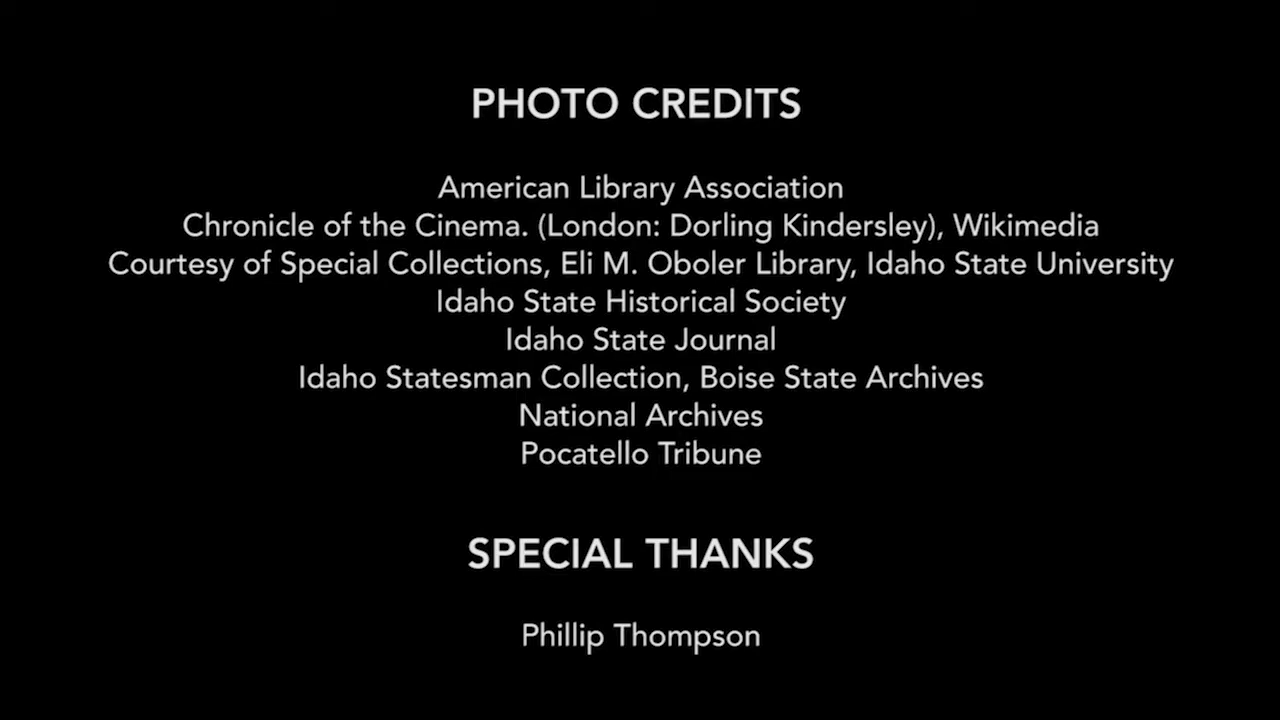 PHOTO CREDITS
American Library Association
Chronicle of the Cinema. (London: Dorling Kindersley), Wikimedia
Courtesy of Special Collections, Eli M. Oboler Library, Idaho State University
Idaho State Historical Society
Idaho State Journal
Idaho Statesman Collection, Boise State Archives
National Archives
Pocatello Tribune
SPECIAL THANKS
Phillip Thompson